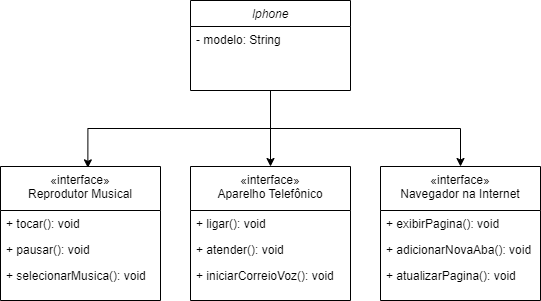 Iphone
- modelo: String
«interface»
Reprodutor Musical
+ tocar(): void
+ pausar(): void
+ selecionarMusica(): void
«interface»
Aparelho Telefônico
+ ligar(): void
+ atender(): void
+ iniciarCorreioVoz(): void
«interface»
Navegador na Internet
+ exibirPagina(): void
+ adicionarNovaAba(): void
+ atualizarPagina(): void